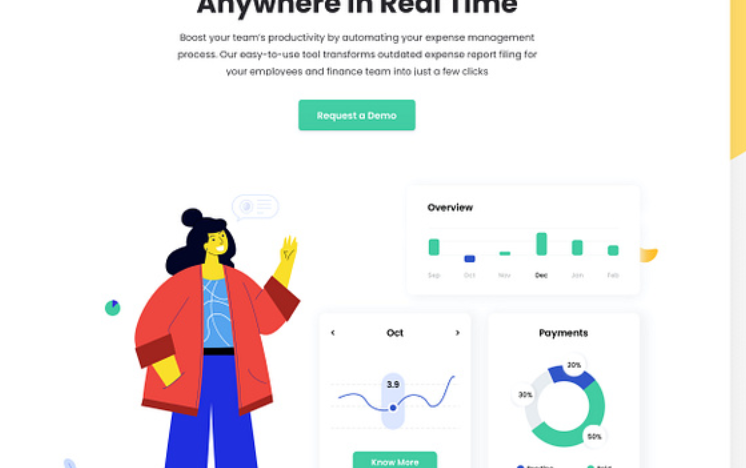 Anywhere in Real Time
Boost your team's productivity by automating your expense management
process. Our easy-to-use tool transforms outdated expense report filing for
your employees and finance team into just a few clicks
Request a Demo
Overview
Sep Oct Nov Dec Jan Feb
Oct
3.9
Know More
Payments
20%
30%
50%